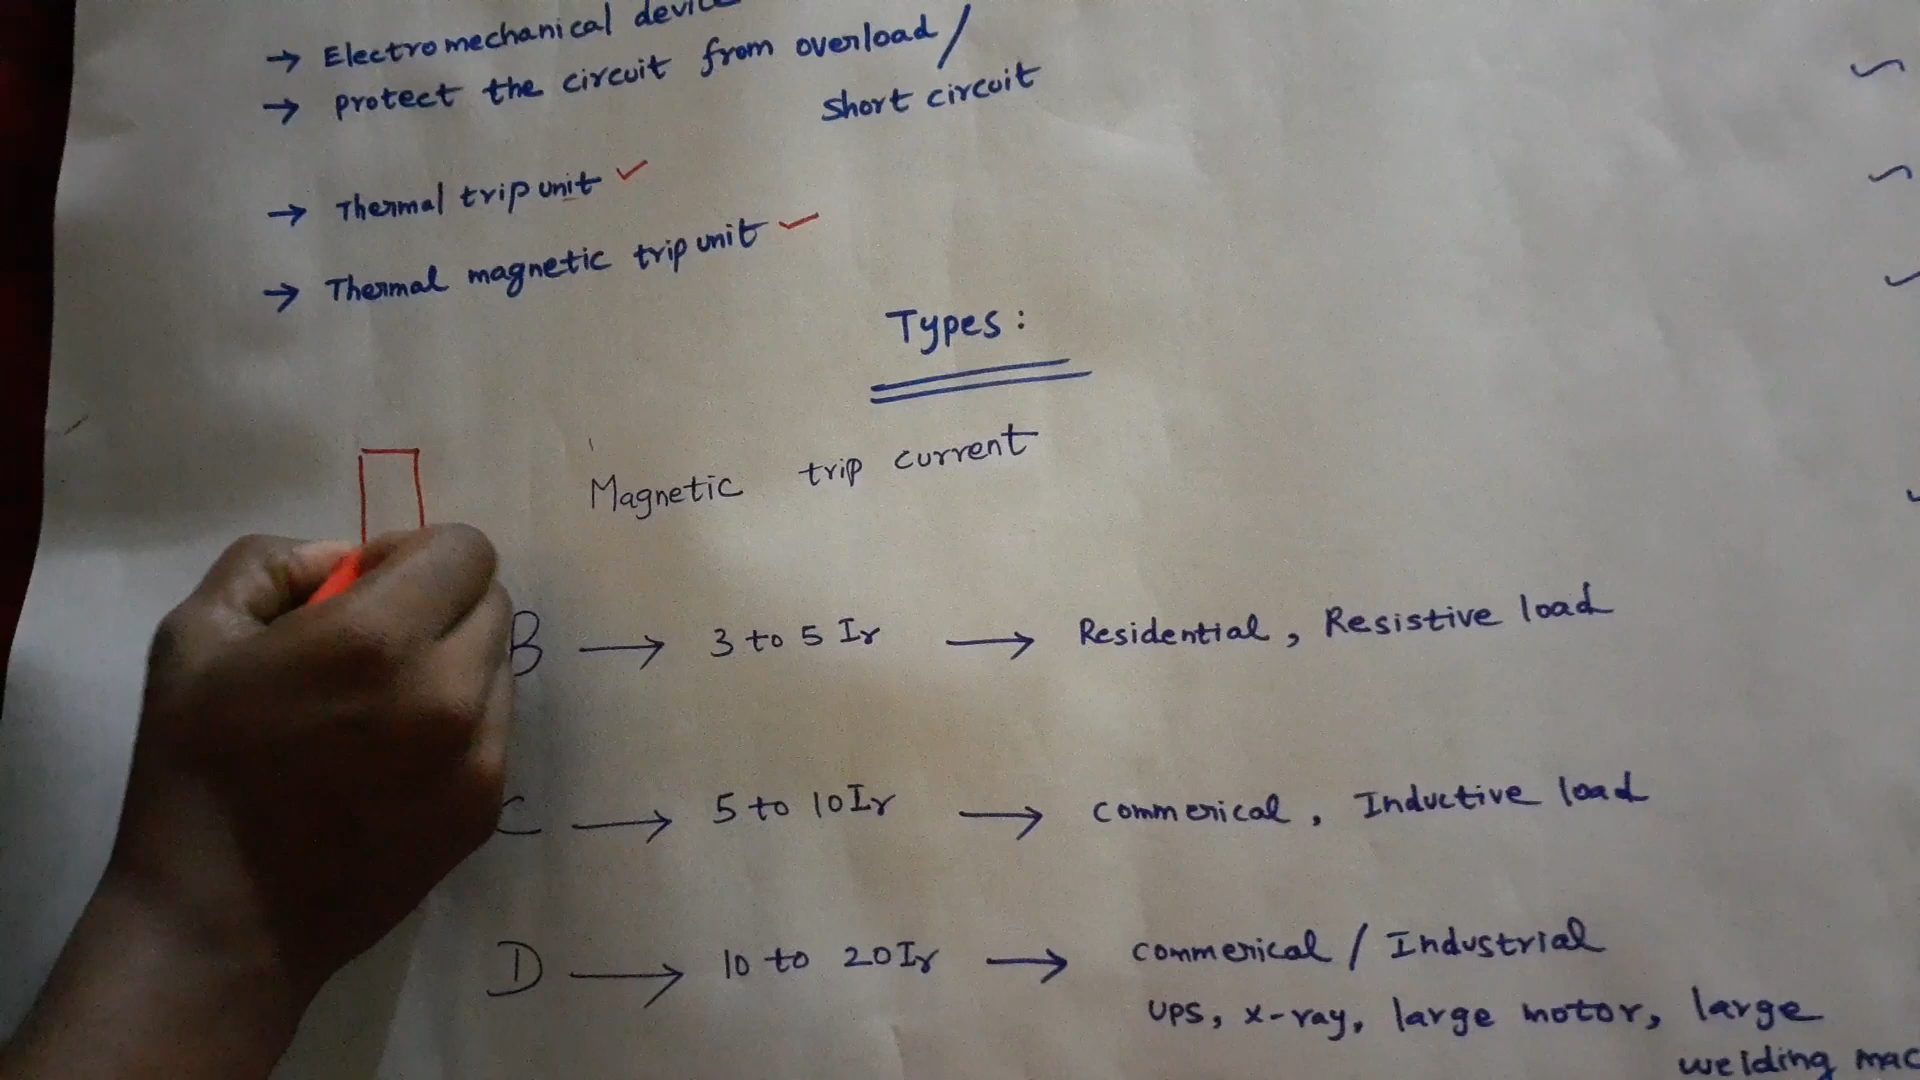 → Electromechanical device
→ protect the circuit from overload /
short circuit
→ Thermal trip unit ✓
→ Thermal magnetic trip unit ✓
Types :
Magnetic trip current
B → 3 to 5 Ir → Residential , Resistive load
C → 5 to 10 Ir → commerical , Inductive load
D → 10 to 20 Ir → commerical / Industrial
UPS, x-ray, large motor, large
welding mac